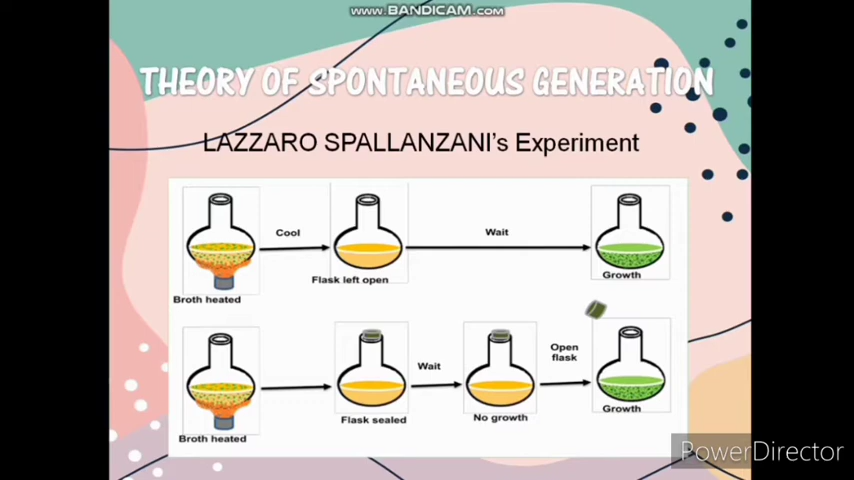 www.BANDICAM.com
THEORY OF SPONTANEOUS GENERATION
LAZZARO SPALLANZANI's Experiment
Cool
Wait
Flask left open
Growth
Broth heated
Open
flask
Wait
Flask sealed
No growth
Growth
Broth heated
PowerDirector